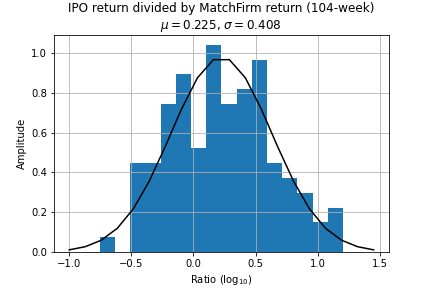 IPO return divided by MatchFirm return (104-week)
μ = 0.225, σ = 0.408
Amplitude
1.0
0.8
0.6
0.4
0.2
0.0
−1.0 −0.5 0.0 0.5 1.0 1.5
Ratio (log₁₀)